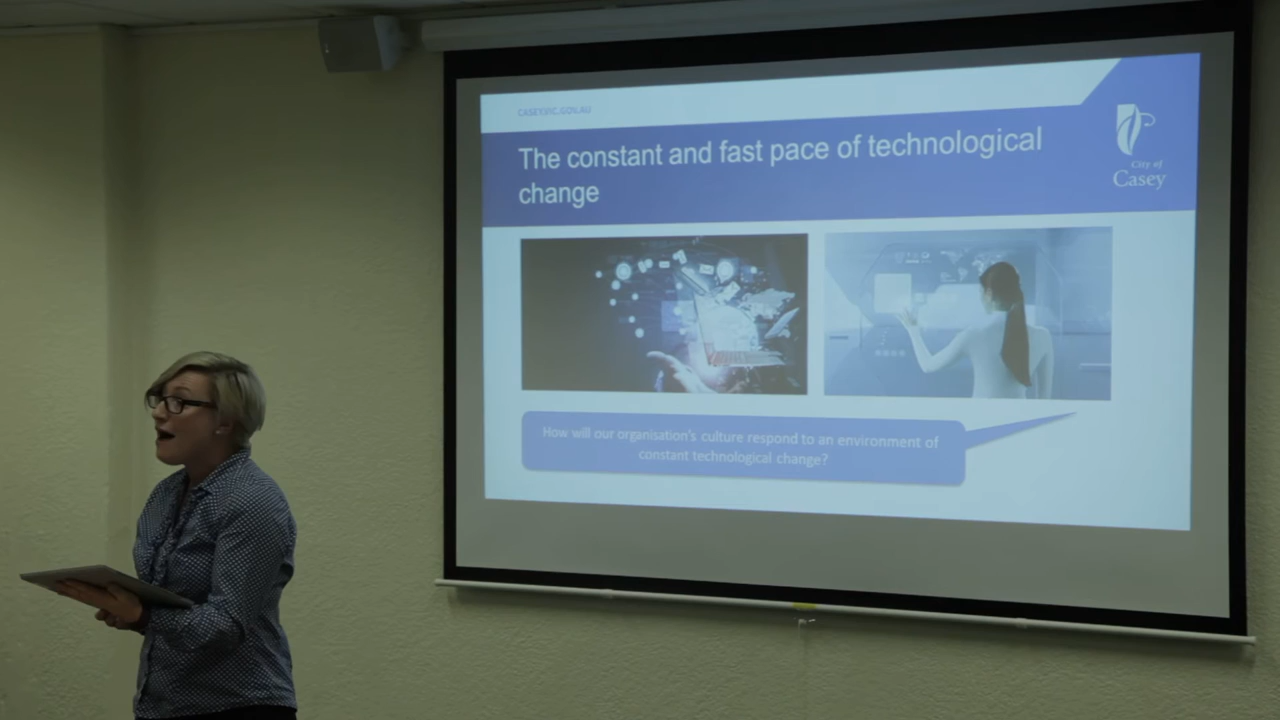 CASEY.VIC.GOV.AU
The constant and fast pace of technological
change
City of
Casey
How will our organisation's culture respond to an environment of
constant technological change?